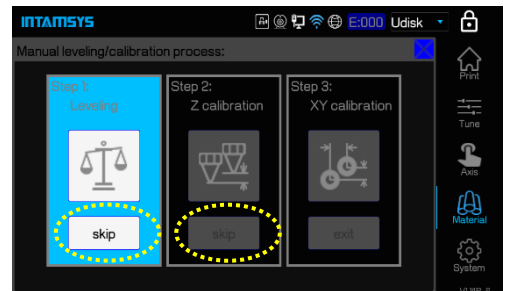 INTAMSYS
E:000 Udisk
Manual leveling/calibration process:
Step 1:
Leveling
skip
Step 2:
Z calibration
skip
Step 3:
XY calibration
exit
Print
Tune
Axis
Material
System